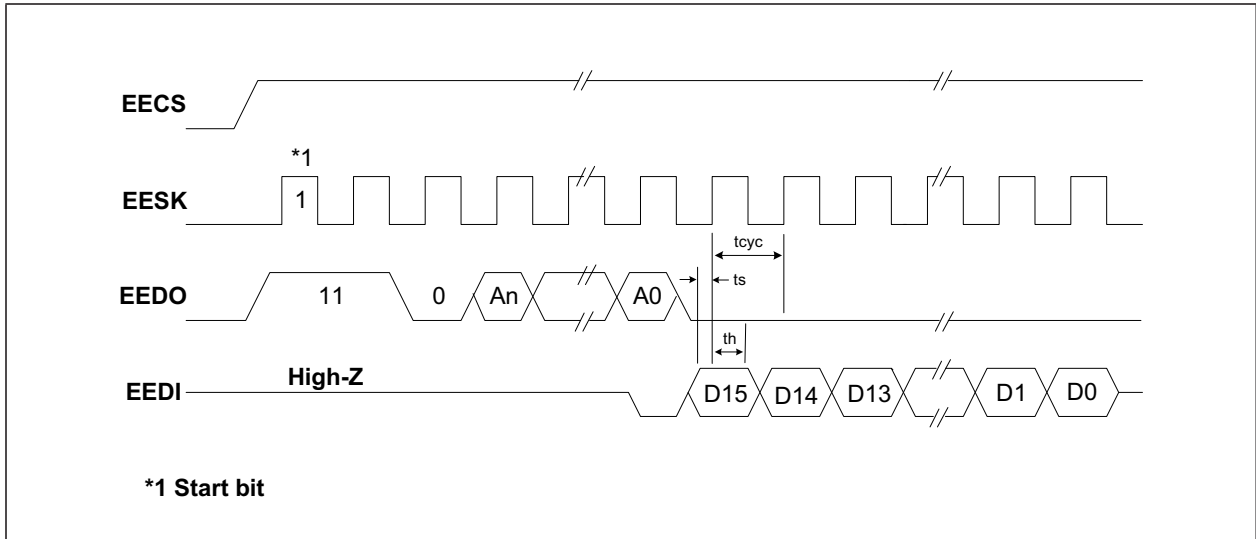 EECS
*1
EESK
1
tcyc
ts
EEDO
11
0
An
A0
th
EEDI
High-Z
D15
D14
D13
D1
D0
*1 Start bit